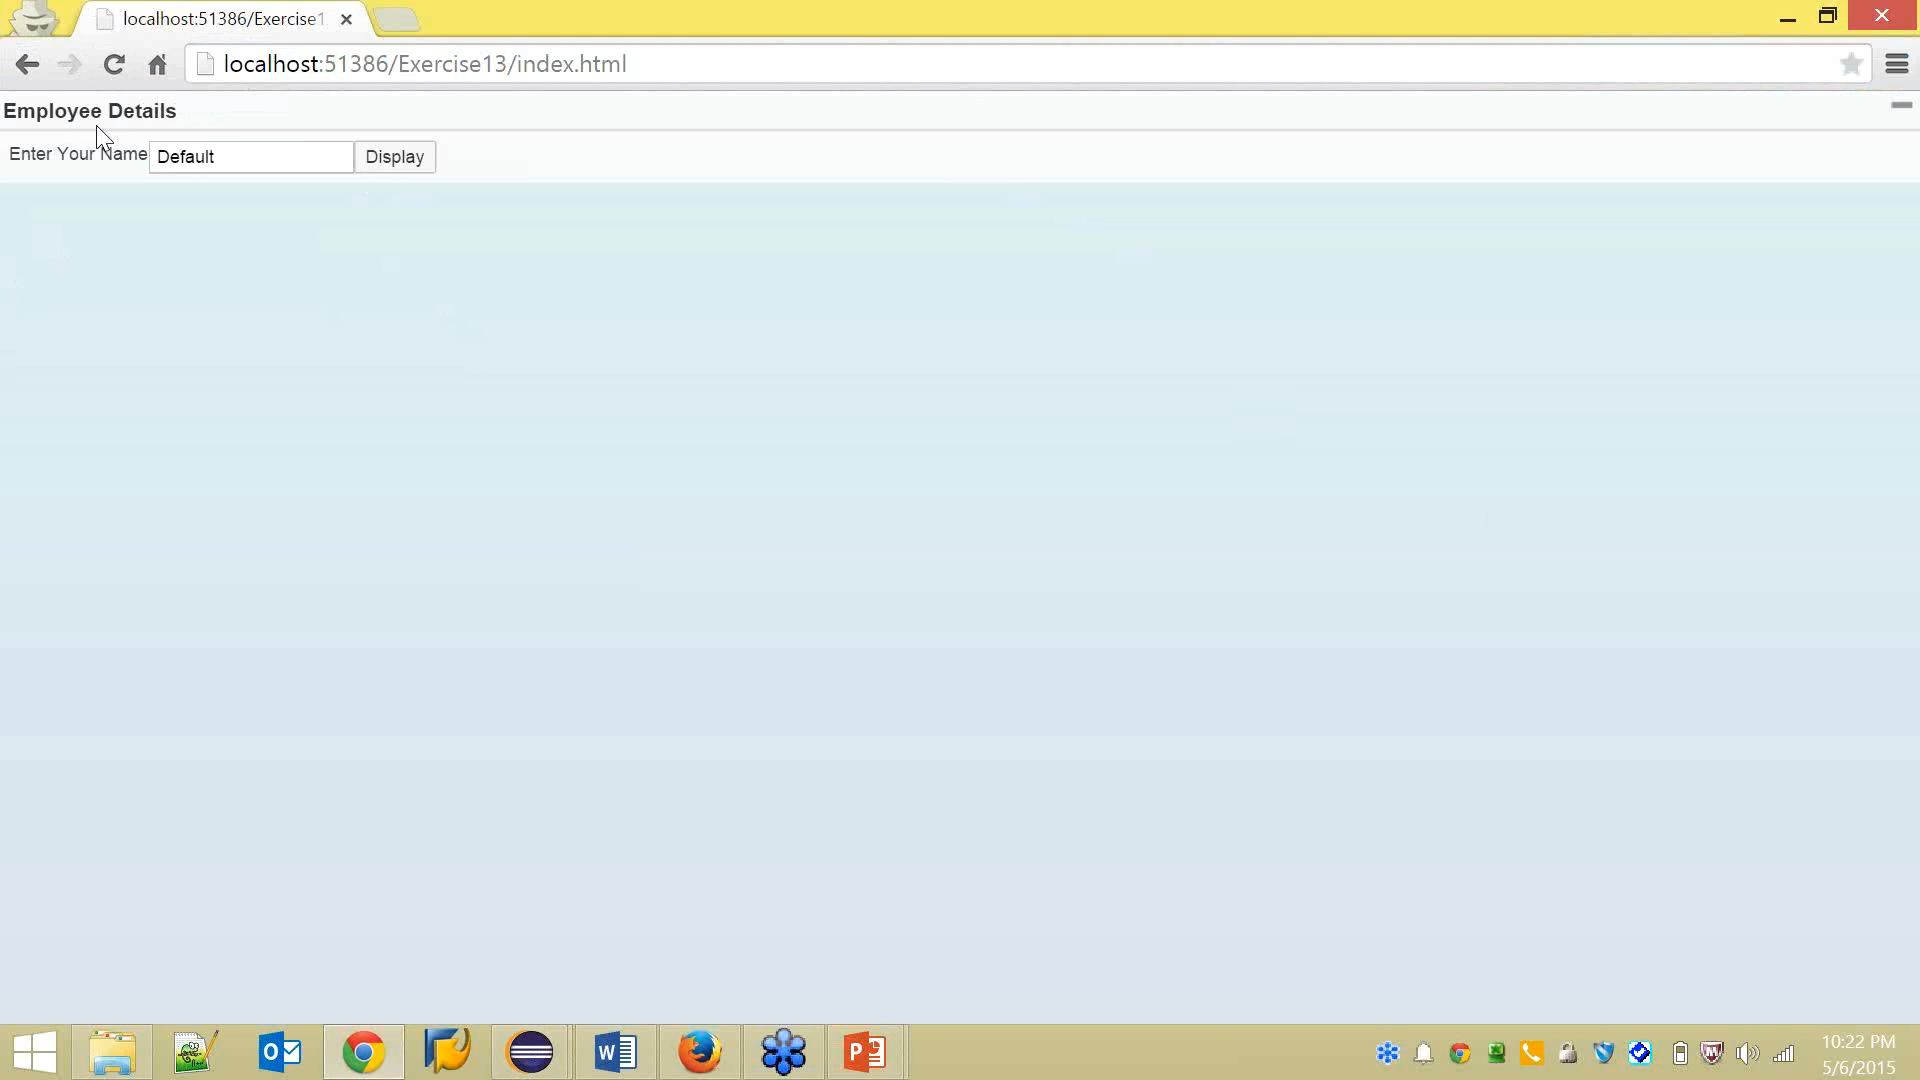 localhost:51386/Exercise1
localhost:51386/Exercise13/index.html
Employee Details
Enter Your Name Default Display
10:22 PM
5/6/2015